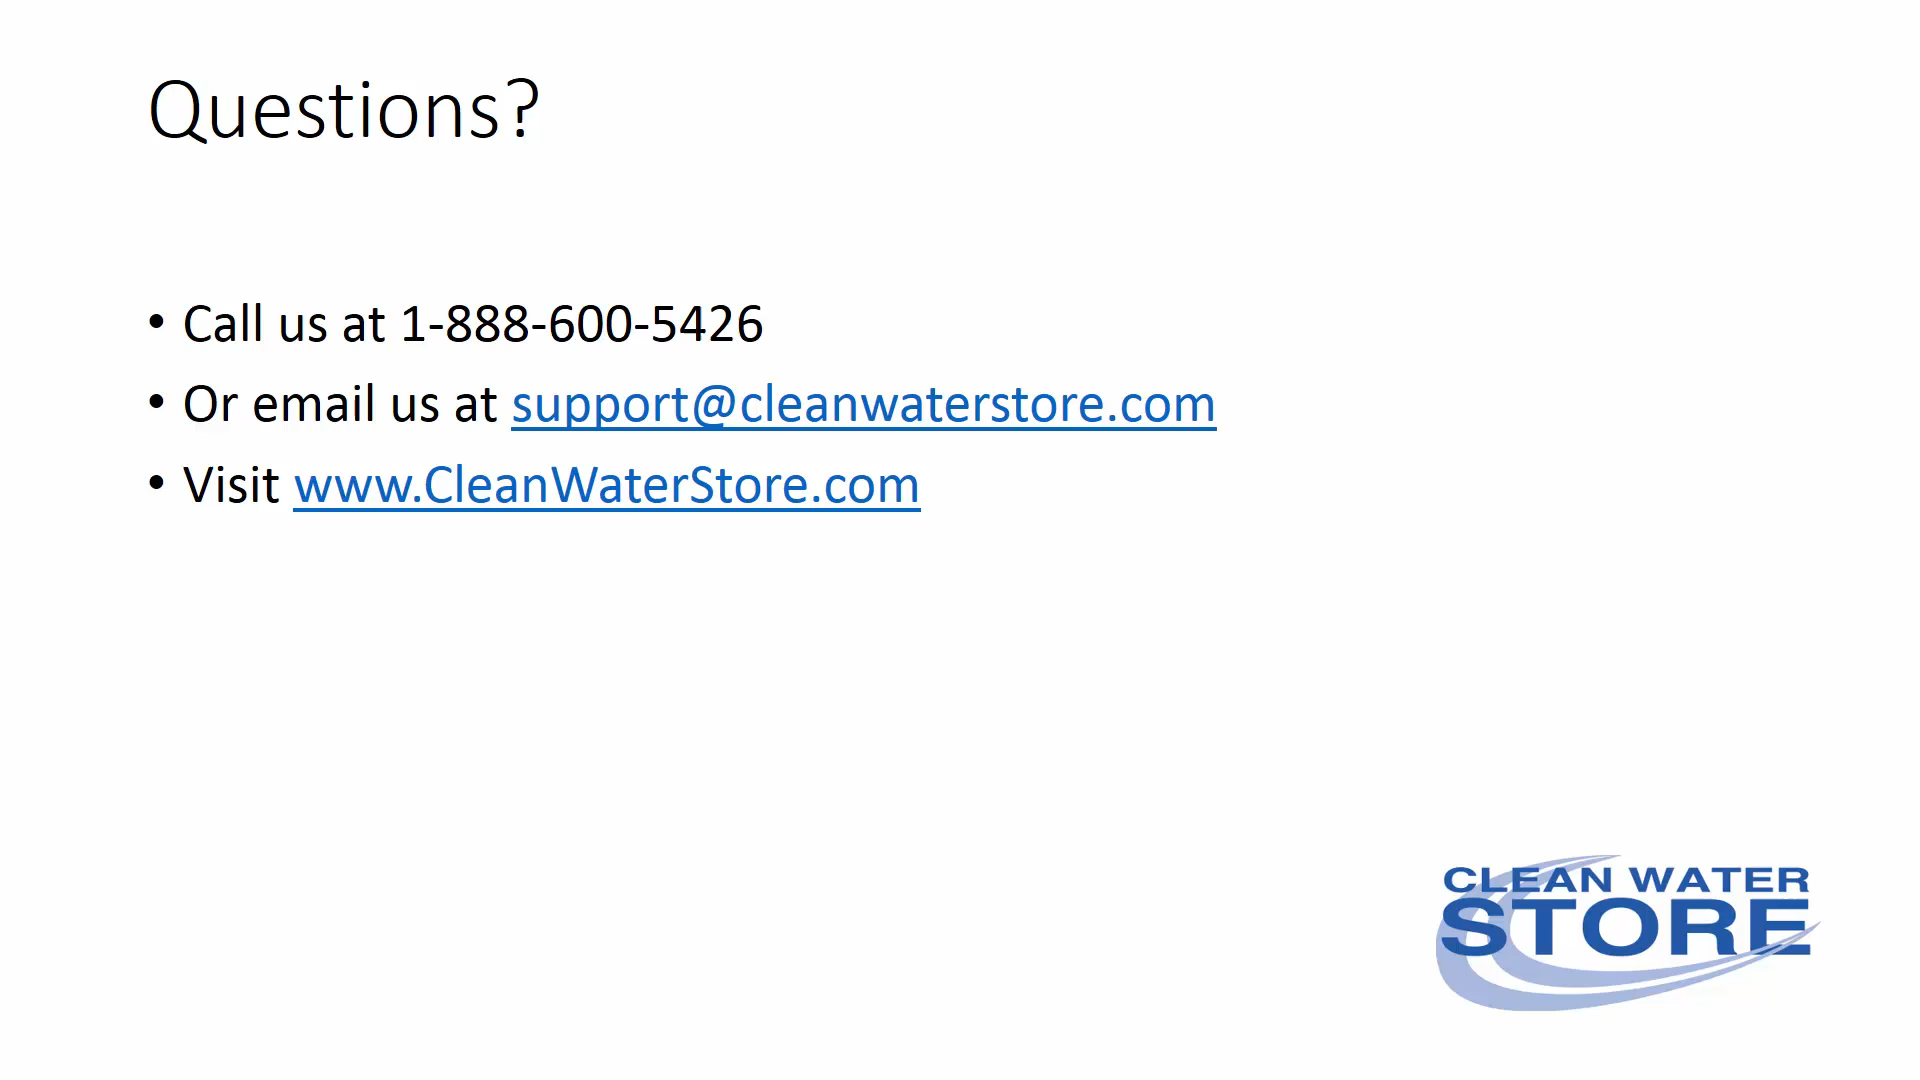 Questions?
• Call us at 1-888-600-5426
• Or email us at support@cleanwaterstore.com
• Visit www.CleanWaterStore.com
CLEAN WATER
STORE